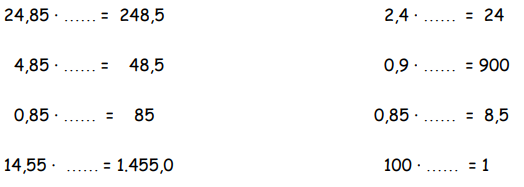 24,85 · ...... = 248,5
2,4 · ...... = 24
4,85 · ...... = 48,5
0,9 · ...... = 900
0,85 · ...... = 85
0,85 · ...... = 8,5
14,55 · ...... = 1.455,0
100 · ...... = 1